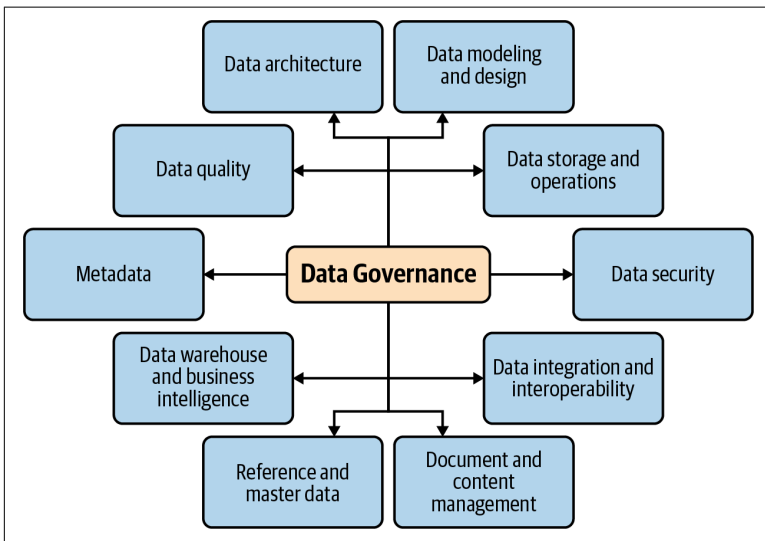 Data architecture
Data modeling
and design
Data quality
Data storage and
operations
Metadata
Data Governance
Data security
Data warehouse
and business
intelligence
Data integration and
interoperability
Reference and
master data
Document and
content
management